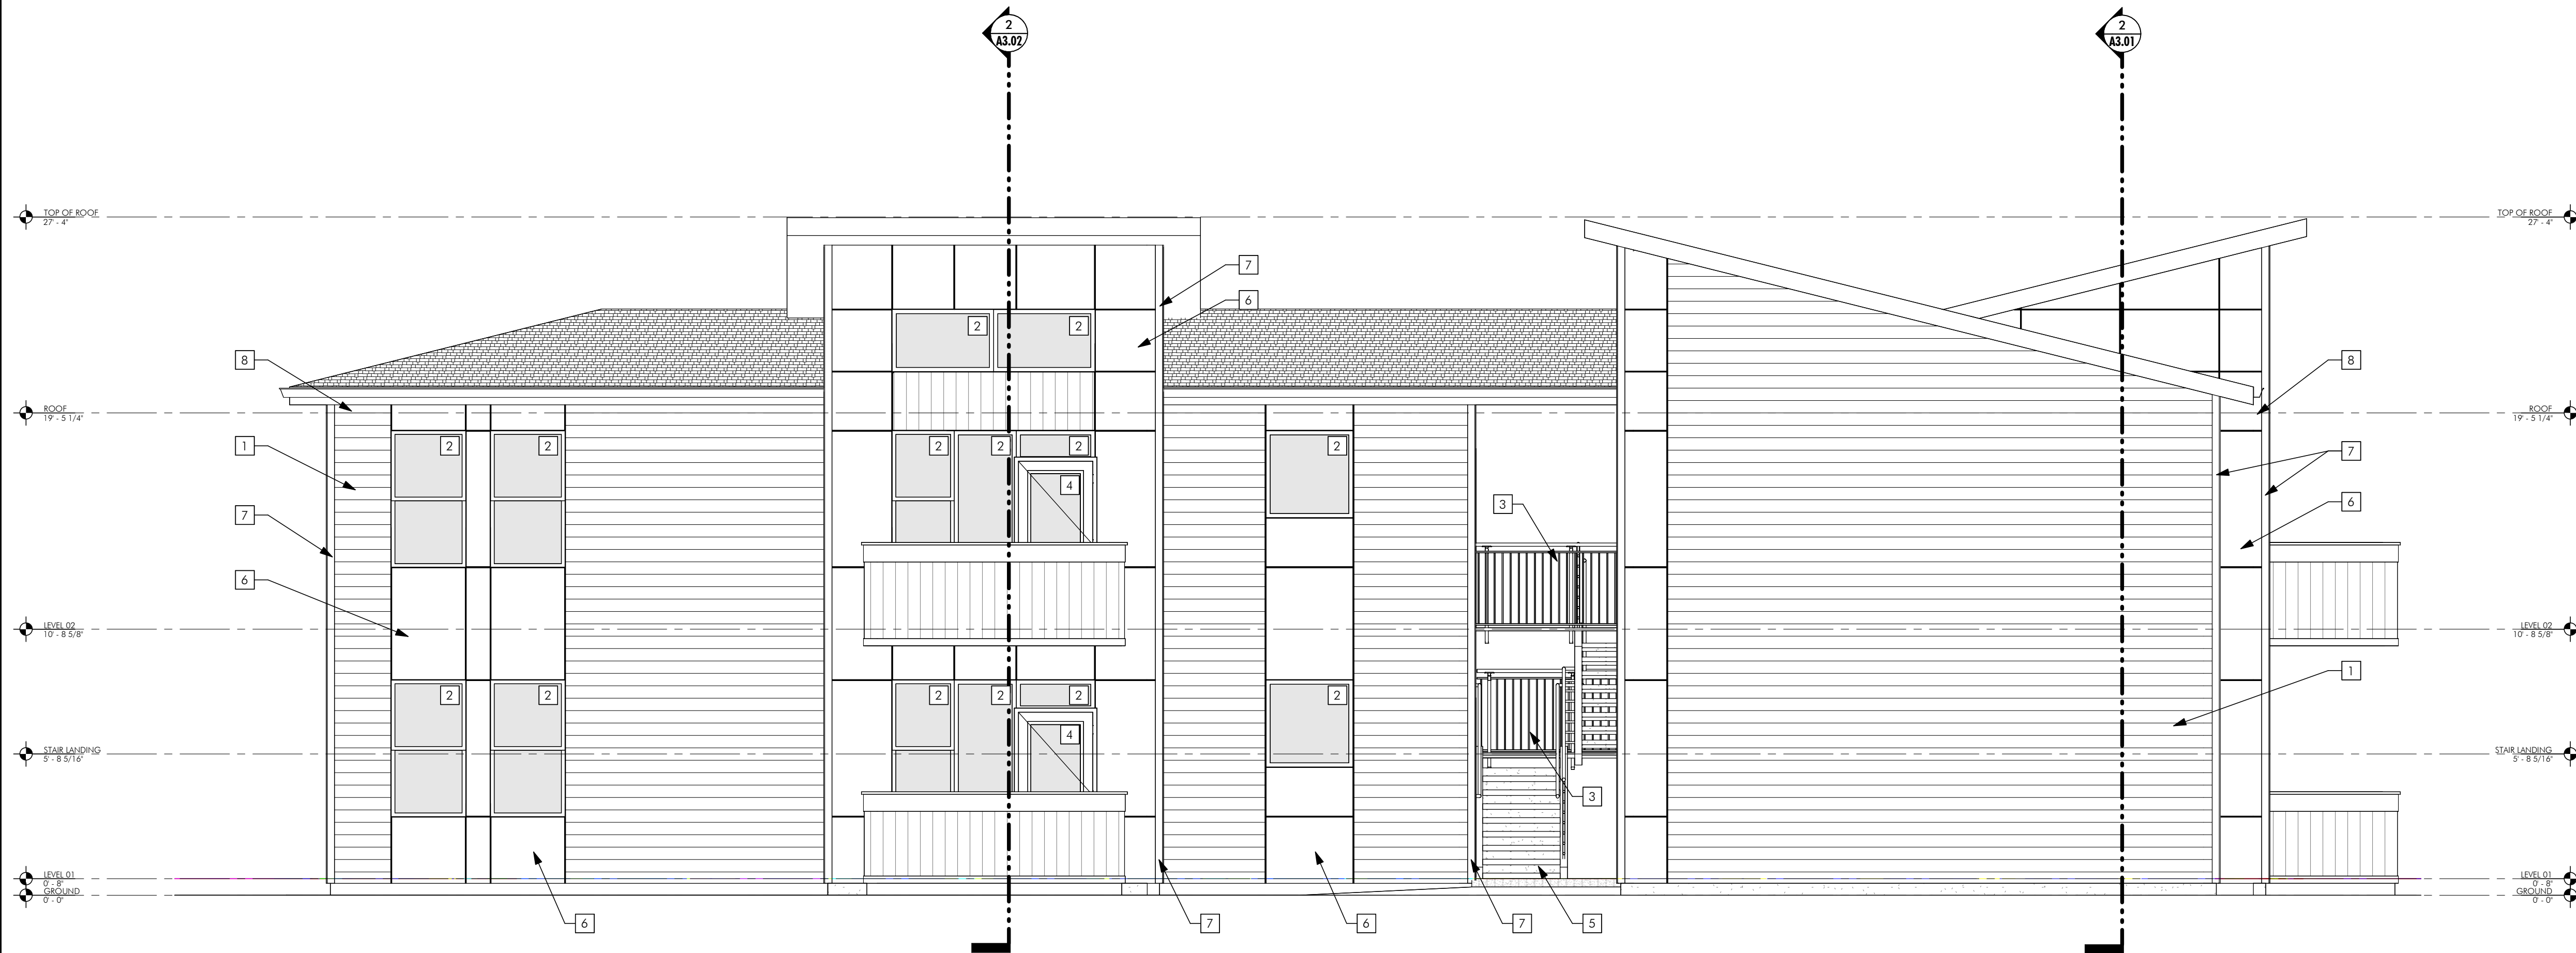 2
A3.02
2
A3.01
TOP OF ROOF
27' - 4"
TOP OF ROOF
27' - 4"
7
6
2
2
8
8
ROOF
19' - 5 1/4"
ROOF
19' - 5 1/4"
1
2
2
2
2
2
2
7
4
3
6
7
6
LEVEL 02
10' - 8 5/8"
LEVEL 02
10' - 8 5/8"
1
2
2
2
2
2
2
4
STAIR LANDING
5' - 8 5/16"
STAIR LANDING
5' - 8 5/16"
3
LEVEL 01
0' - 8"
LEVEL 01
0' - 8"
GROUND
0' - 0"
GROUND
0' - 0"
6
7
6
7
5